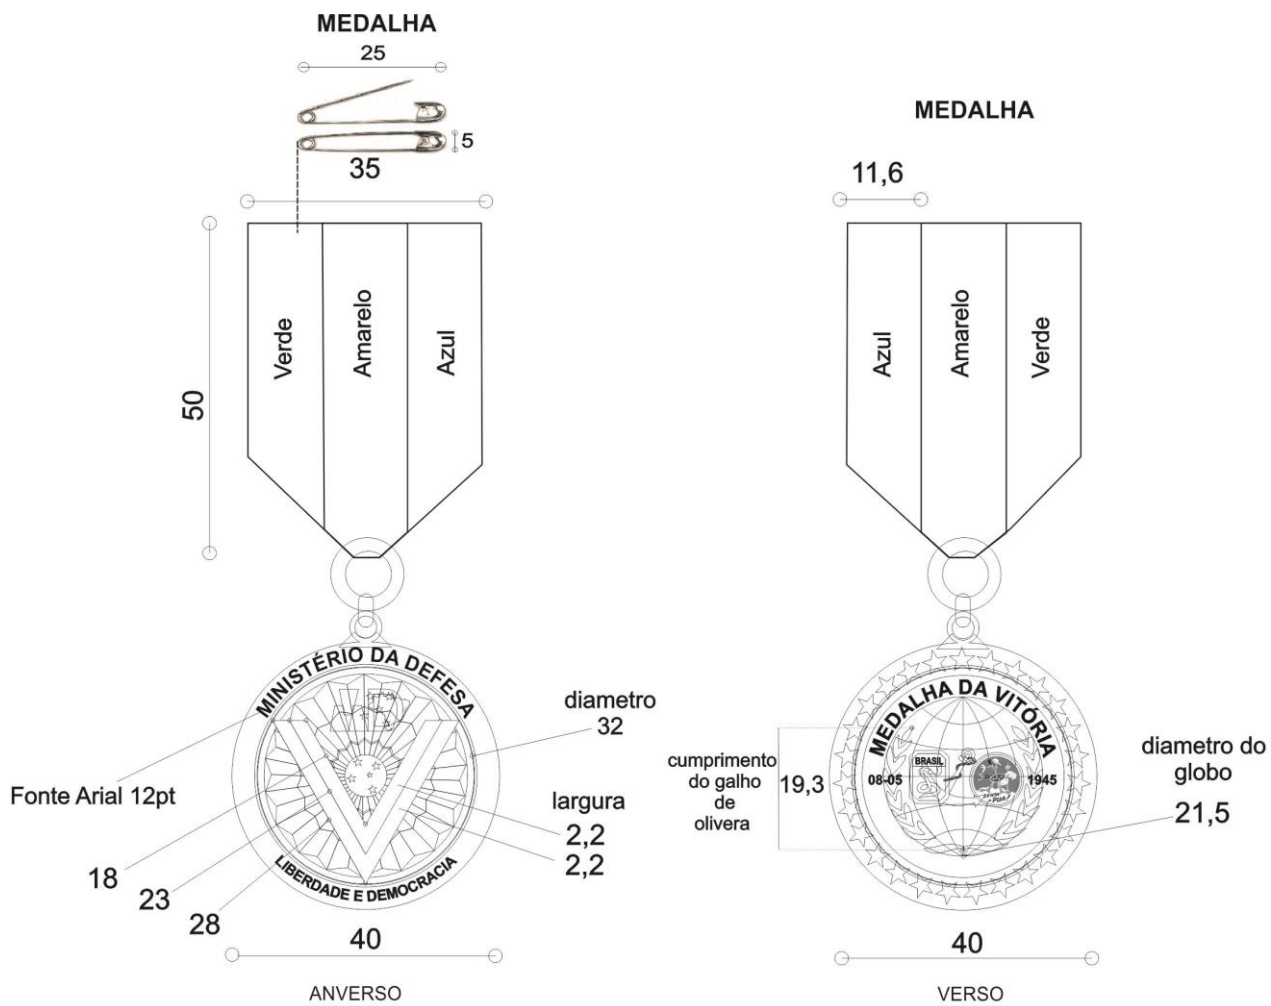 MEDALHA
25
5
35
50
Verde
Amarelo
Azul
MINISTÉRIO DA DEFESA
LIBERDADE E DEMOCRACIA
Fonte Arial 12pt
18
23
28
diametro
32
largura
2,2
2,2
40
ANVERSO
MEDALHA
11,6
Azul
Amarelo
Verde
MEDALHA DA VITÓRIA
08-05
BRASIL
1945
cumprimento
do galho
de
olivera
19,3
diametro do
globo
21,5
40
VERSO